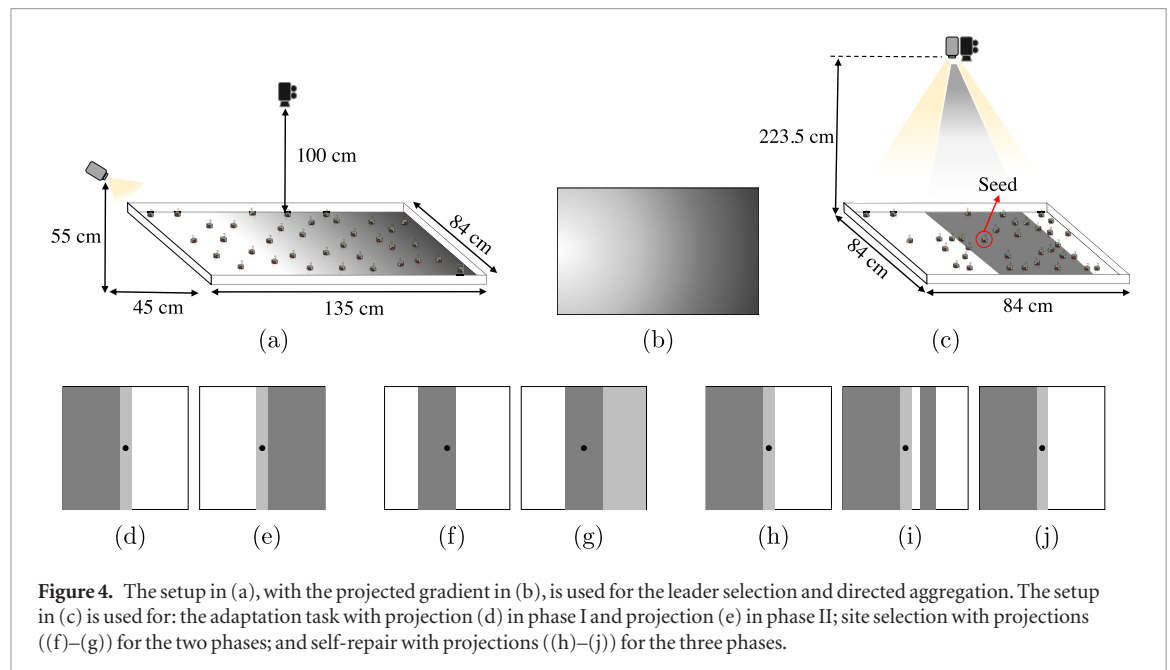 100 cm
55 cm
45 cm
135 cm
84 cm
(a)
(b)
223.5 cm
Seed
84 cm
84 cm
(c)
(d)
(e)
(f)
(g)
(h)
(i)
(j)
Figure 4. The setup in (a), with the projected gradient in (b), is used for the leader selection and directed aggregation. The setup
in (c) is used for: the adaptation task with projection (d) in phase I and projection (e) in phase II; site selection with projections
((f)–(g)) for the two phases; and self-repair with projections ((h)–(j)) for the three phases.